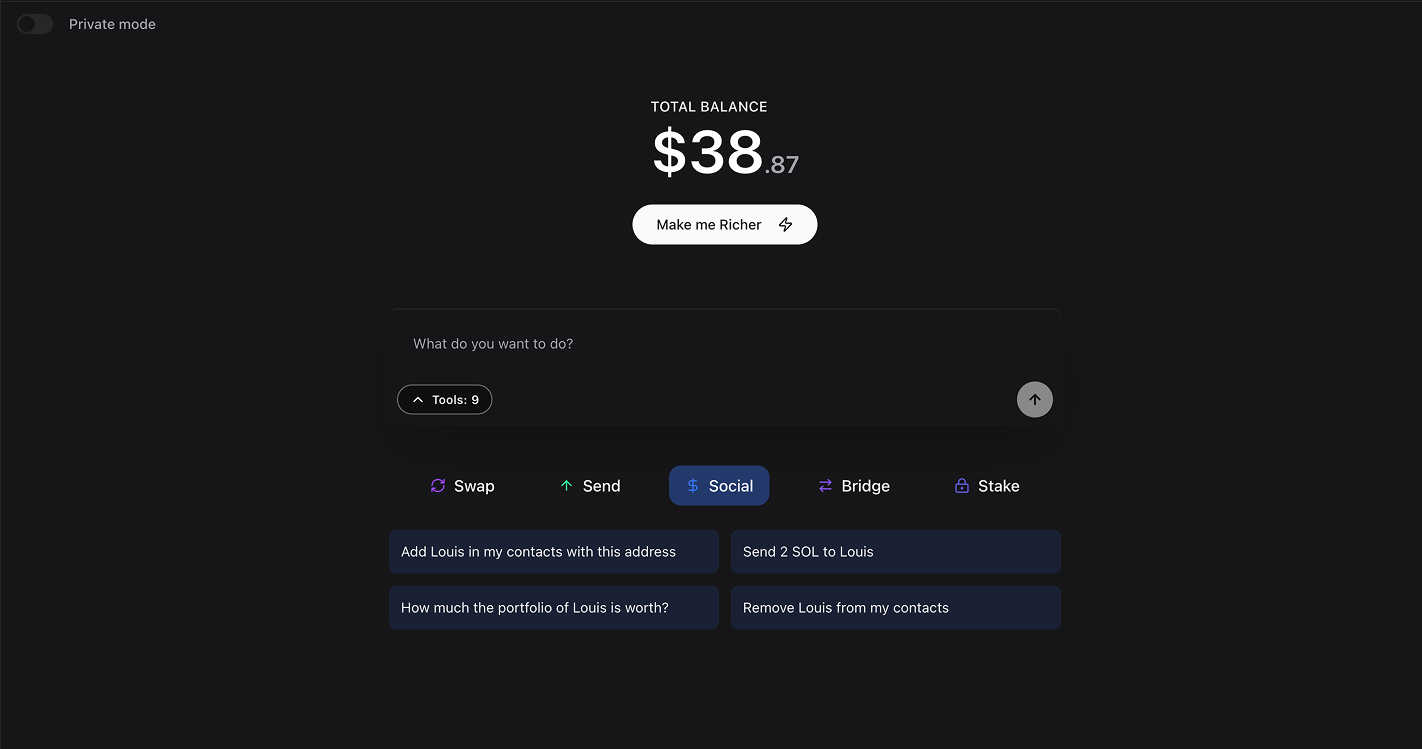 Private mode
TOTAL BALANCE
$38.87
Make me Richer
What do you want to do?
Tools: 9
Swap Send Social Bridge Stake
Add Louis in my contacts with this address
Send 2 SOL to Louis
How much the portfolio of Louis is worth?
Remove Louis from my contacts